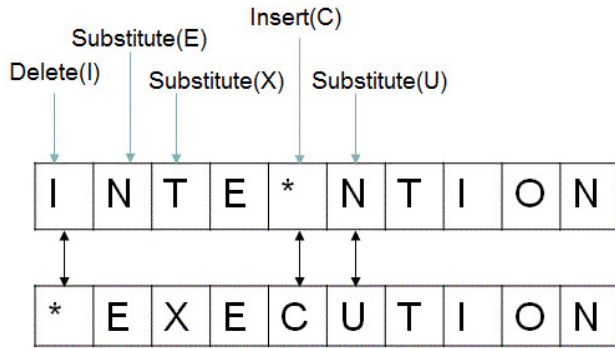 Insert(C)
Substitute(E)
Delete(I) Substitute(X) Substitute(U)
I N T E * N T I O N
* E X E C U T I O N